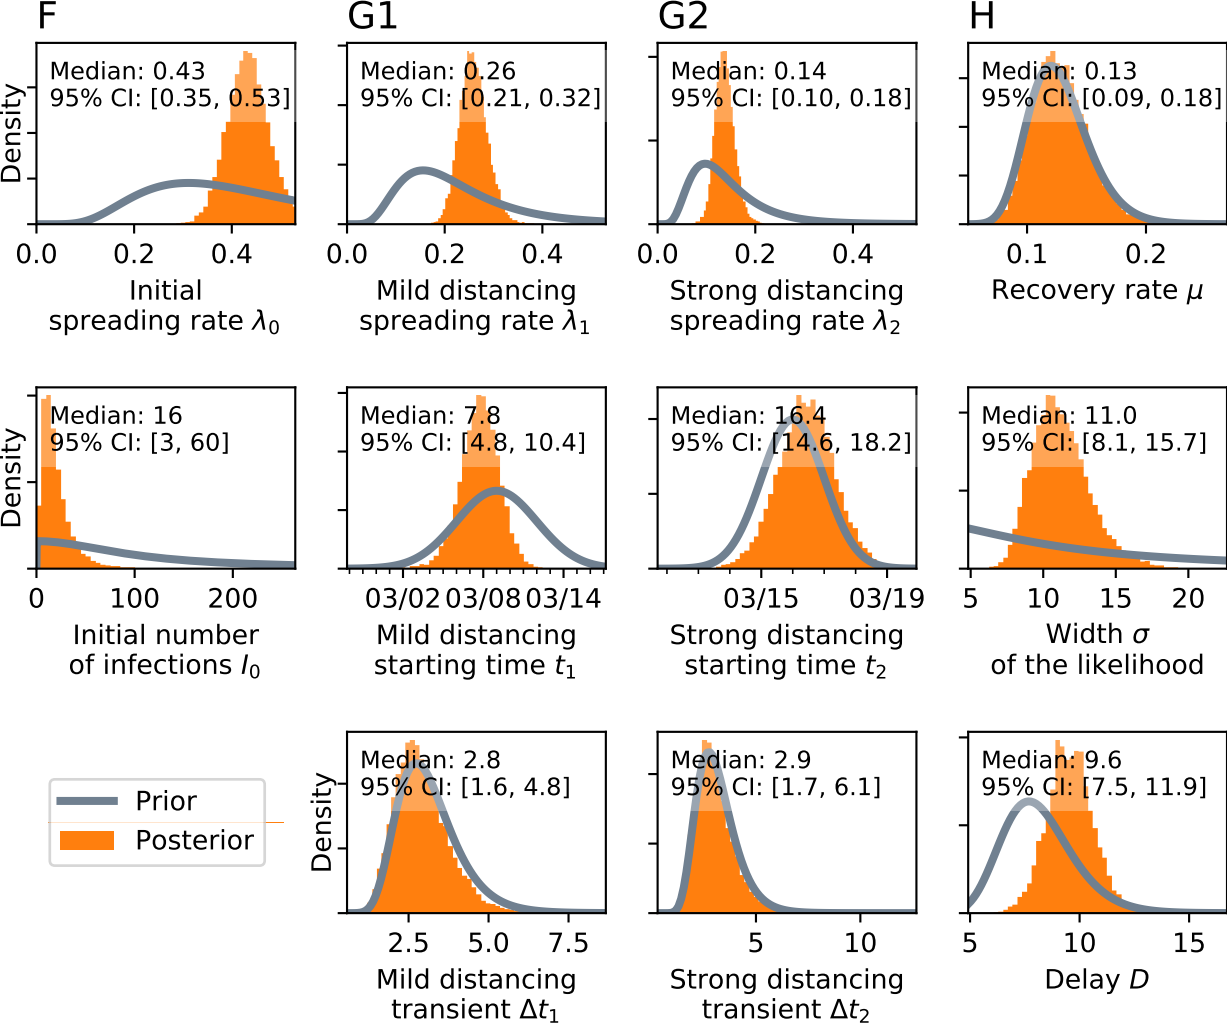 F
G1
G2
H
Median: 0.43
95% CI: [0.35, 0.53]
Density
0.0 0.2 0.4
Initial
spreading rate λ0
Median: 0.26
95% CI: [0.21, 0.32]
0.0 0.2 0.4
Mild distancing
spreading rate λ1
Median: 0.14
95% CI: [0.10, 0.18]
0.0 0.2 0.4
Strong distancing
spreading rate λ2
Median: 0.13
95% CI: [0.09, 0.18]
0.1 0.2
Recovery rate μ
Median: 16
95% CI: [3, 60]
Density
0 100 200
Initial number
of infections I0
Median: 7.8
95% CI: [4.8, 10.4]
03/02 03/08 03/14
Mild distancing
starting time t1
Median: 16.4
95% CI: [14.6, 18.2]
03/15 03/19
Strong distancing
starting time t2
Median: 11.0
95% CI: [8.1, 15.7]
5 10 15 20
Width σ
of the likelihood
Prior
Posterior
Median: 2.8
95% CI: [1.6, 4.8]
Density
2.5 5.0 7.5
Mild distancing
transient Δt1
Median: 2.9
95% CI: [1.7, 6.1]
5 10
Strong distancing
transient Δt2
Median: 9.6
95% CI: [7.5, 11.9]
5 10 15
Delay D